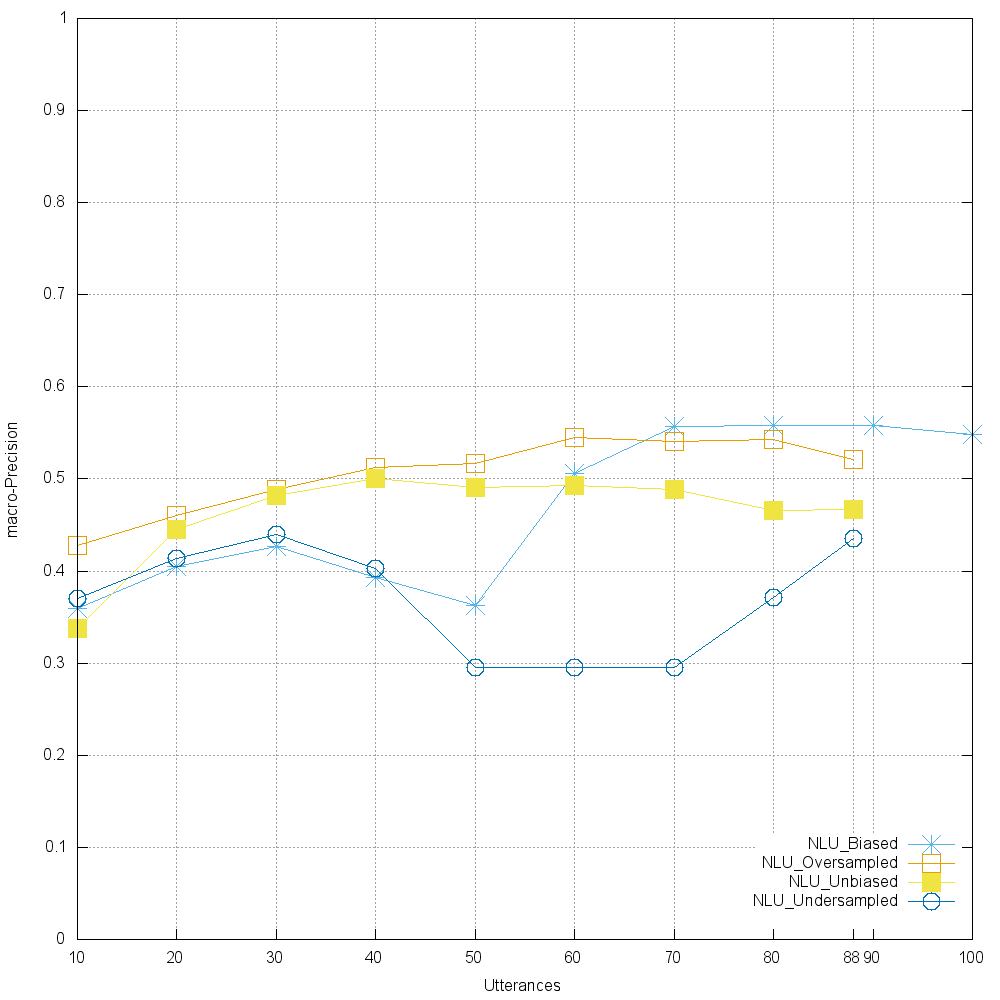 1
0.9
0.8
0.7
0.6
0.5
0.4
0.3
0.2
0.1
0
macro-Precision
NLU_Biased
NLU_Oversampled
NLU_Unbiased
NLU_Undersampled
10 20 30 40 50 60 70 80 88 90 100
Utterances